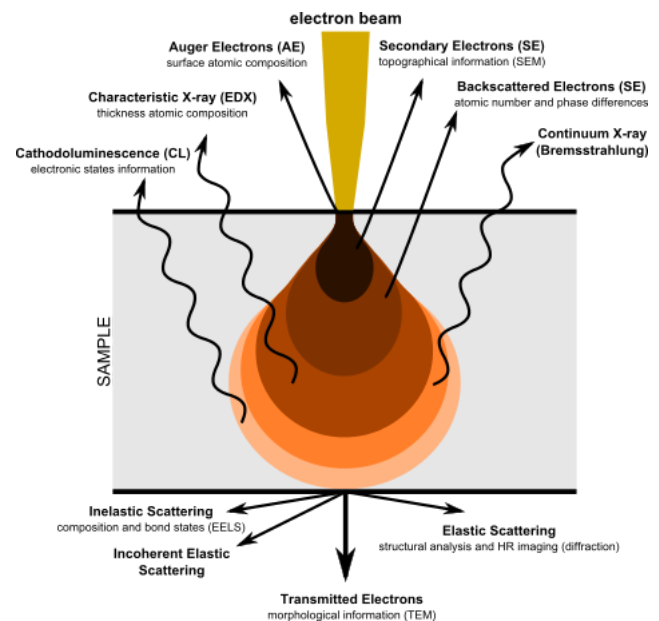 electron beam
Auger Electrons (AE)
surface atomic composition
Secondary Electrons (SE)
topographical information (SEM)
Characteristic X-ray (EDX)
thickness atomic composition
Backscattered Electrons (SE)
atomic number and phase differences
Cathodoluminescence (CL)
electronic states information
Continuum X-ray
(Bremsstrahlung)
SAMPLE
Inelastic Scattering
composition and bond states (EELS)
Incoherent Elastic
Scattering
Elastic Scattering
structural analysis and HR imaging (diffraction)
Transmitted Electrons
morphological information (TEM)